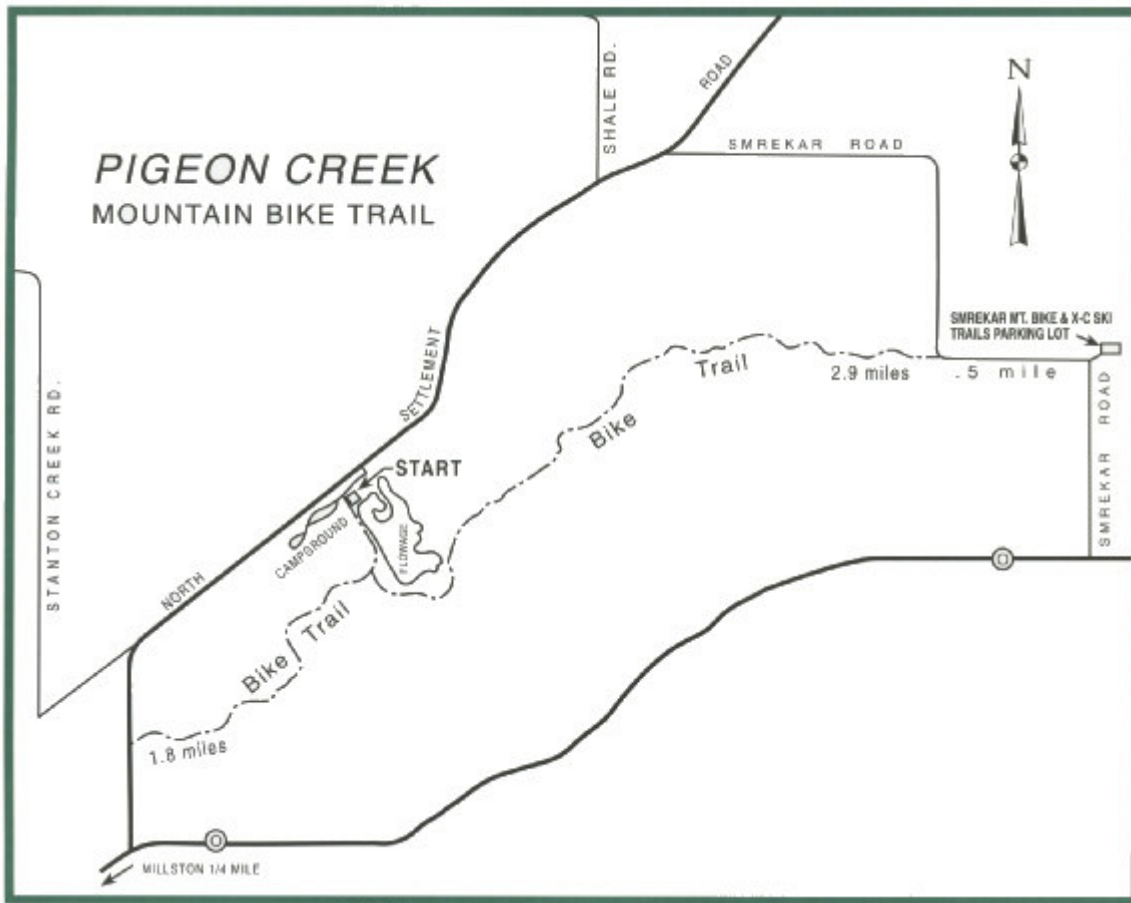 PIGEON CREEK
MOUNTAIN BIKE TRAIL
SHALE RD.
ROAD
N
SMREKAR ROAD
SMREKAR MT. BIKE & X-C SKI
TRAILS PARKING LOT
STANTON CREEK RD.
SETTLEMENT
Trail
2.9 miles
.5 mile
Bike
SMREKAR ROAD
START
CAMPGROUND
FLOWAGE
NORTH
O
Trail
Bike
1.8 miles
O
MILLSTON 1/4 MILE